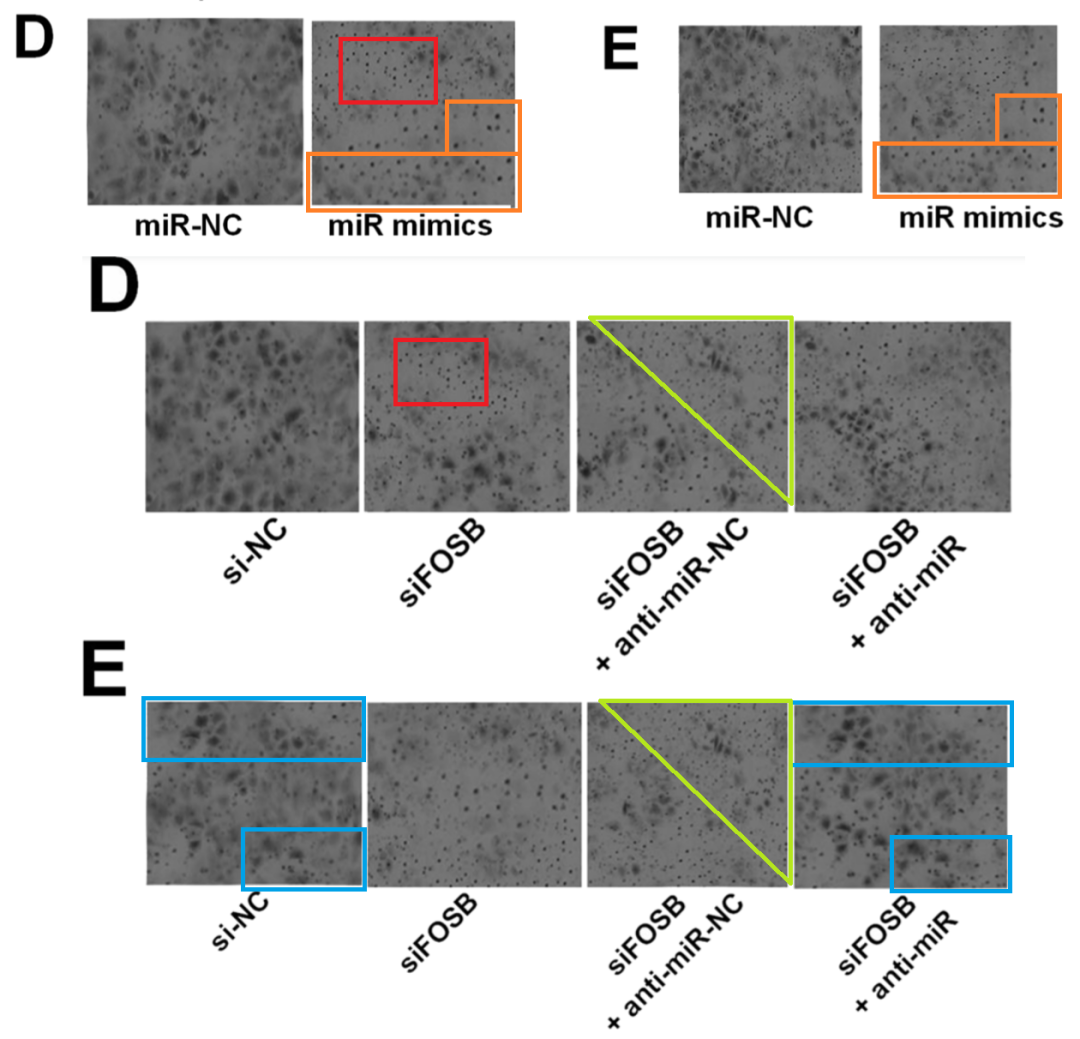 D
E
miR-NC
miR mimics
miR-NC
miR mimics
D
si-NC
siFOSB
siFOSB
+ anti-miR-NC
siFOSB
+ anti-miR
E
si-NC
siFOSB
siFOSB
+ anti-miR-NC
siFOSB
+ anti-miR